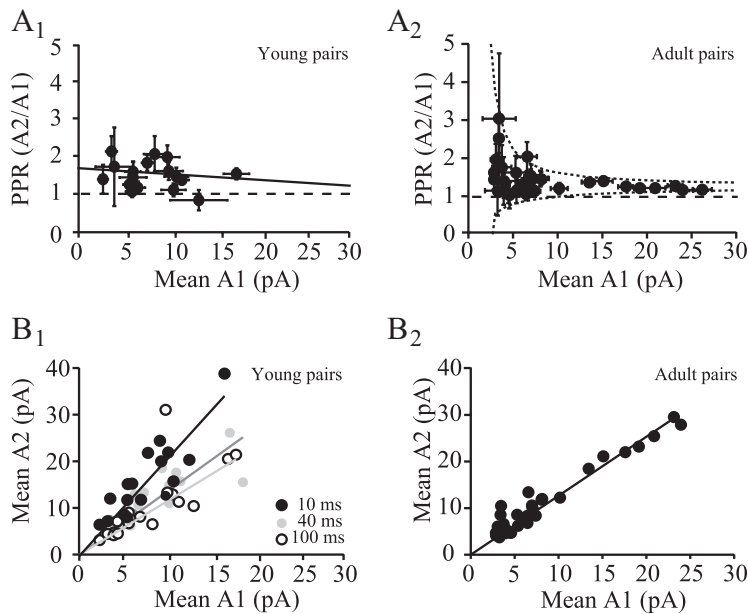 A1
Young pairs
PPR (A2/A1)
5
4
3
2
1
0
0 5 10 15 20 25 30
Mean A1 (pA)
A2
Adult pairs
PPR (A2/A1)
5
4
3
2
1
0
0 5 10 15 20 25 30
Mean A1 (pA)
B1
Young pairs
Mean A2 (pA)
40
30
20
10
0
0 5 10 15 20 25 30
Mean A1 (pA)
10 ms
40 ms
100 ms
B2
Adult pairs
Mean A2 (pA)
40
30
20
10
0
0 5 10 15 20 25 30
Mean A1 (pA)